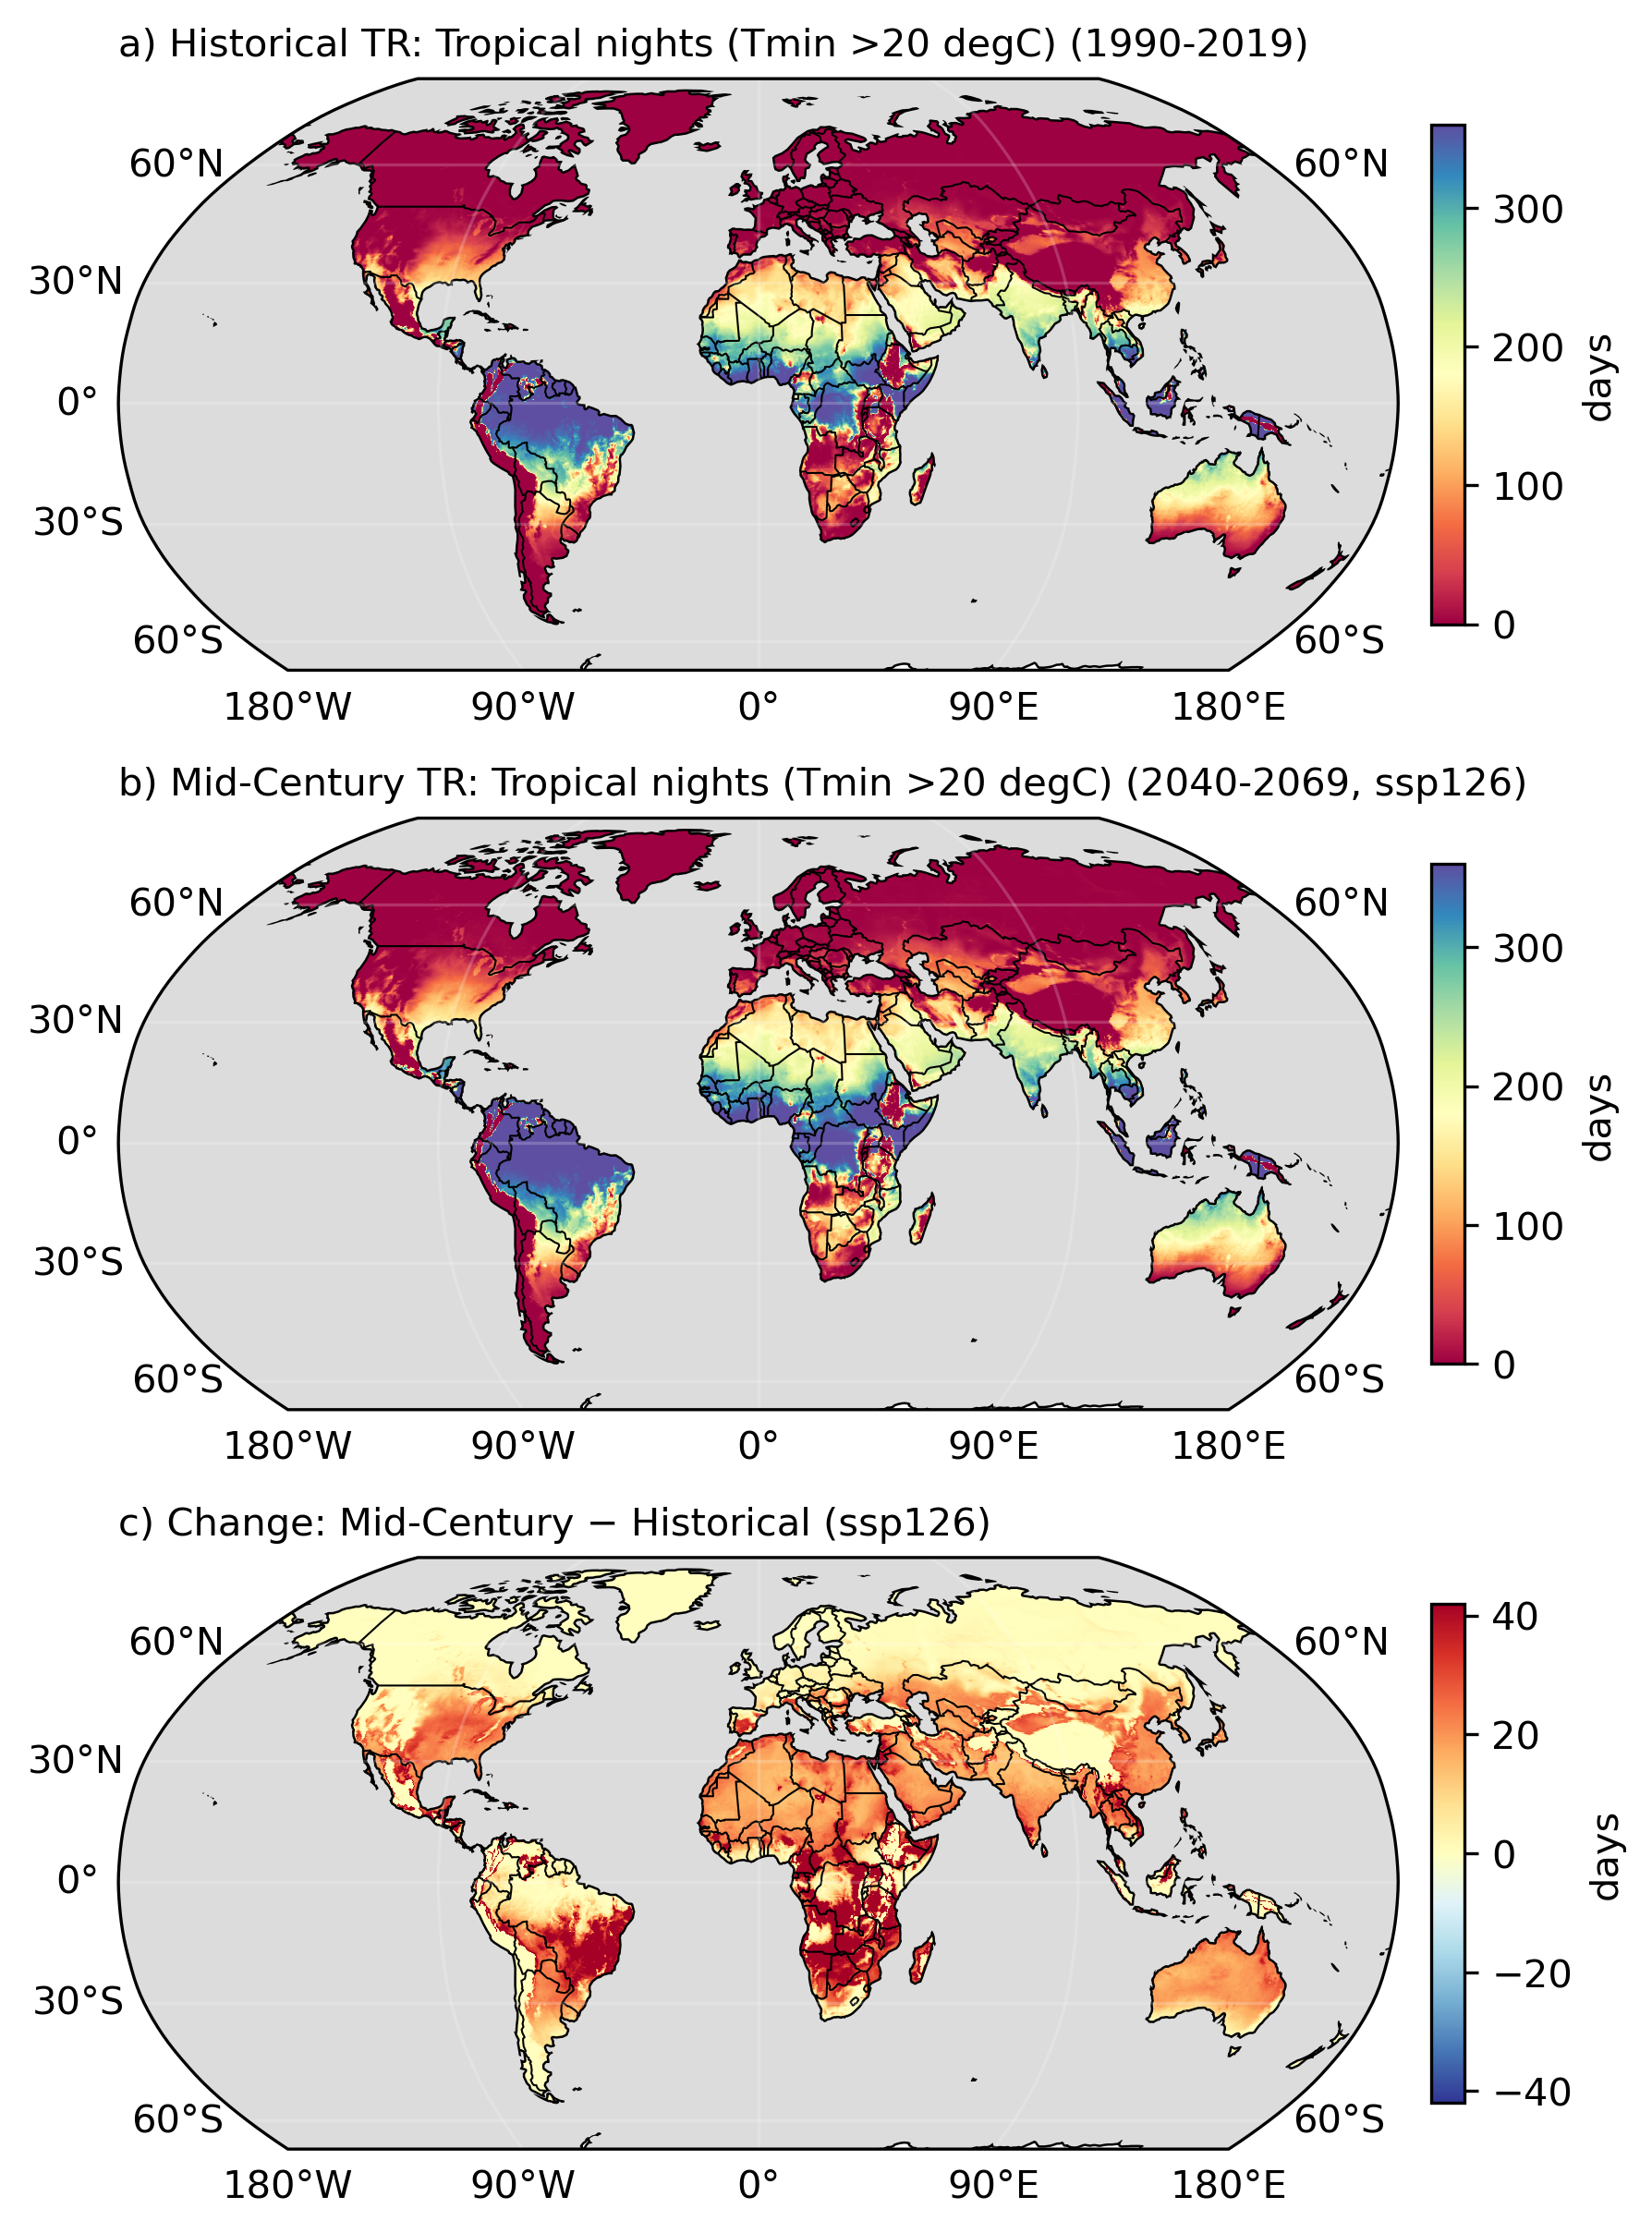 a) Historical TR: Tropical nights (Tmin >20 degC) (1990-2019)
60°N 60°N
30°N
0°
30°S
60°S 60°S
180°W 90°W 0° 90°E 180°E
300
200
100
0
days
b) Mid-Century TR: Tropical nights (Tmin >20 degC) (2040-2069, ssp126)
60°N 60°N
30°N
0°
30°S
60°S 60°S
180°W 90°W 0° 90°E 180°E
300
200
100
0
days
c) Change: Mid-Century − Historical (ssp126)
60°N 60°N
30°N
0°
30°S
60°S 60°S
180°W 90°W 0° 90°E 180°E
40
20
0
−20
−40
days